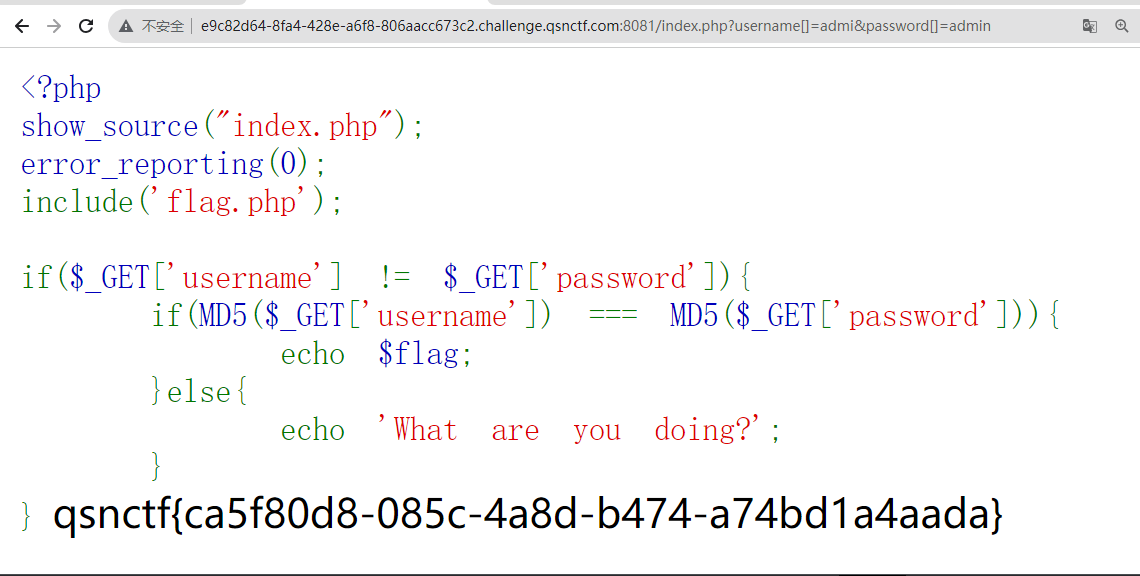 不安全 e9c82d64-8fa4-428e-a6f8-806aacc673c2.challenge.qsnctf.com:8081/index.php?username[]=admi&password[]=admin
<?php
show_source("index.php");
error_reporting(0);
include('flag.php');
if($_GET['username'] != $_GET['password']){
if(MD5($_GET['username']) === MD5($_GET['password'])){
echo $flag;
}else{
echo 'What are you doing?';
}
} qsnctf{ca5f80d8-085c-4a8d-b474-a74bd1a4aada}